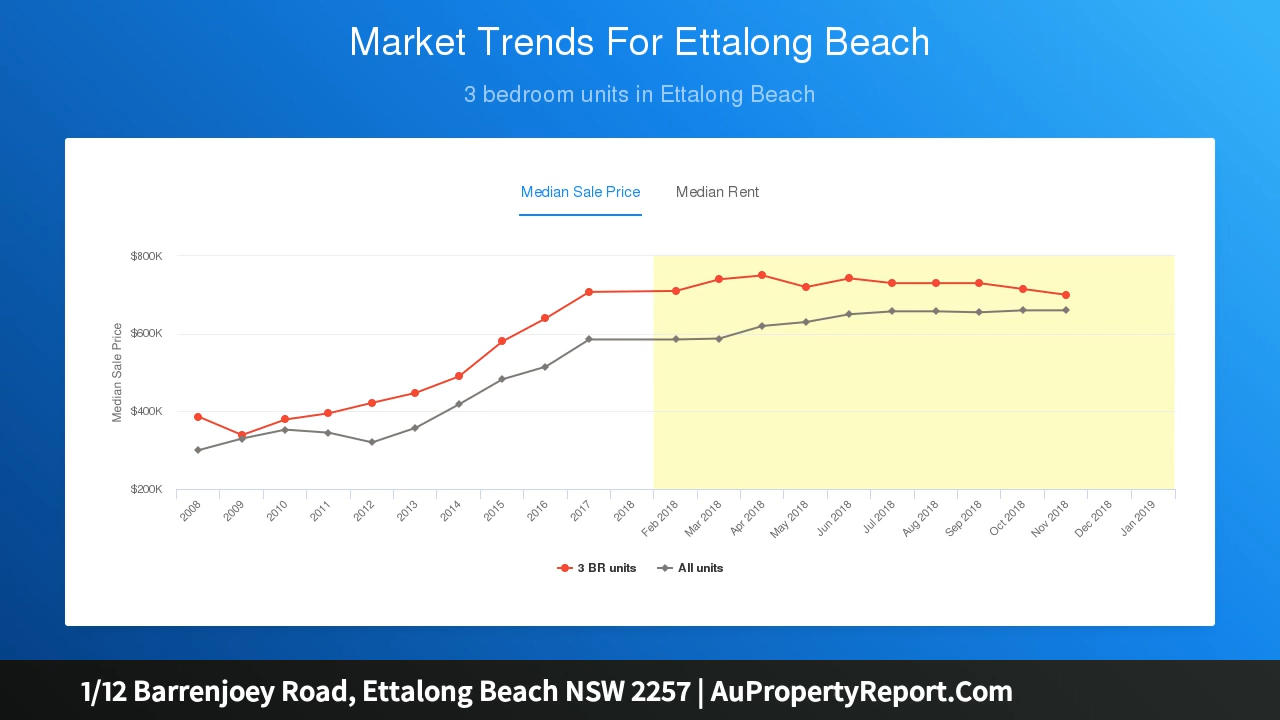 Market Trends For Ettalong Beach
3 bedroom units in Ettalong Beach
Median Sale Price Median Rent
$800K
$600K
$400K
$200K
Median Sale Price
2008 2009 2010 2011 2012 2013 2014 2015 2016 2017 2018 Feb 2018 Mar 2018 Apr 2018 May 2018 Jun 2018 Jul 2018 Aug 2018 Sep 2018 Oct 2018 Nov 2018 Dec 2018 Jan 2019
3 BR units All units
1/12 Barrenjoey Road, Ettalong Beach NSW 2257 | AuPropertyReport.Com